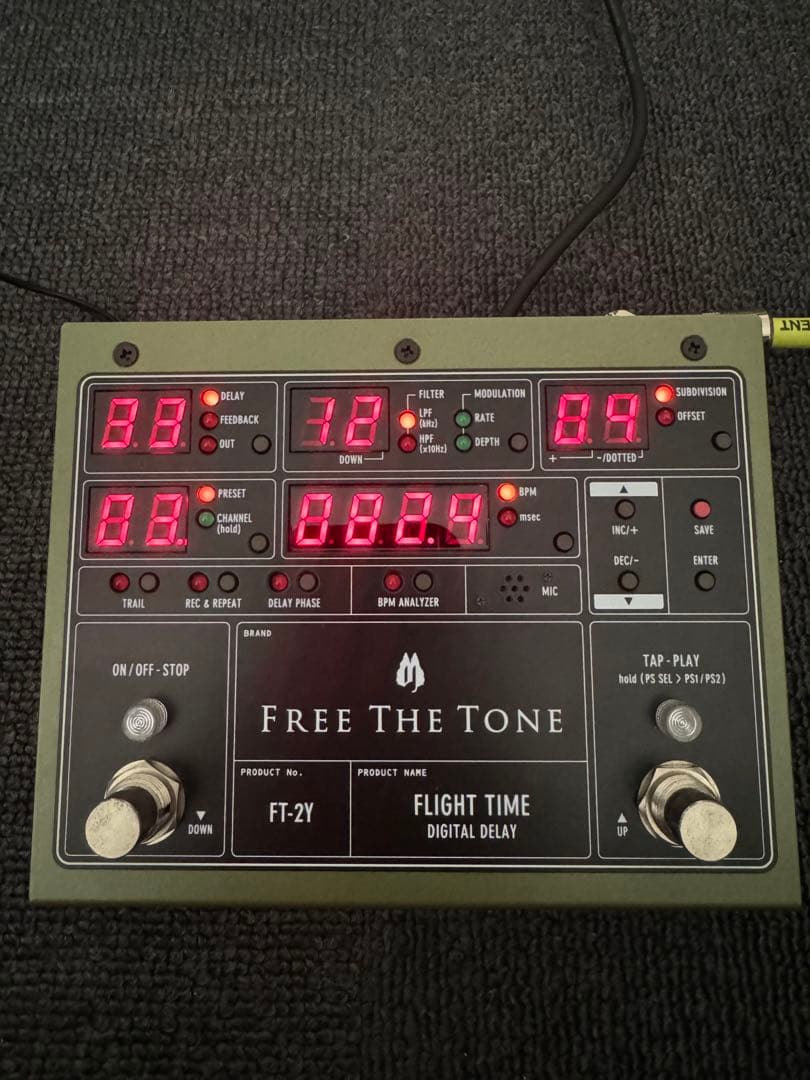 DELAY
FEEDBACK
OUT
12
DOWN
FILTER
LPF
(kHz)
HPF
(x10Hz)
MODULATION
RATE
DEPTH
SUBDIVISION
OFFSET
+ -/DOTTED
PRESET
CHANNEL
(hold)
BPM
msec
▲
INC/+
DEC/-
▼
SAVE
ENTER
TRAIL
REC & REPEAT
DELAY PHASE
BPM ANALYZER
MIC
ON/OFF-STOP
▼
DOWN
BRAND
FREE THE TONE
PRODUCT No.
FT-2Y
PRODUCT NAME
FLIGHT TIME
DIGITAL DELAY
TAP-PLAY
hold (PS SEL > PS1/PS2)
▲
UP